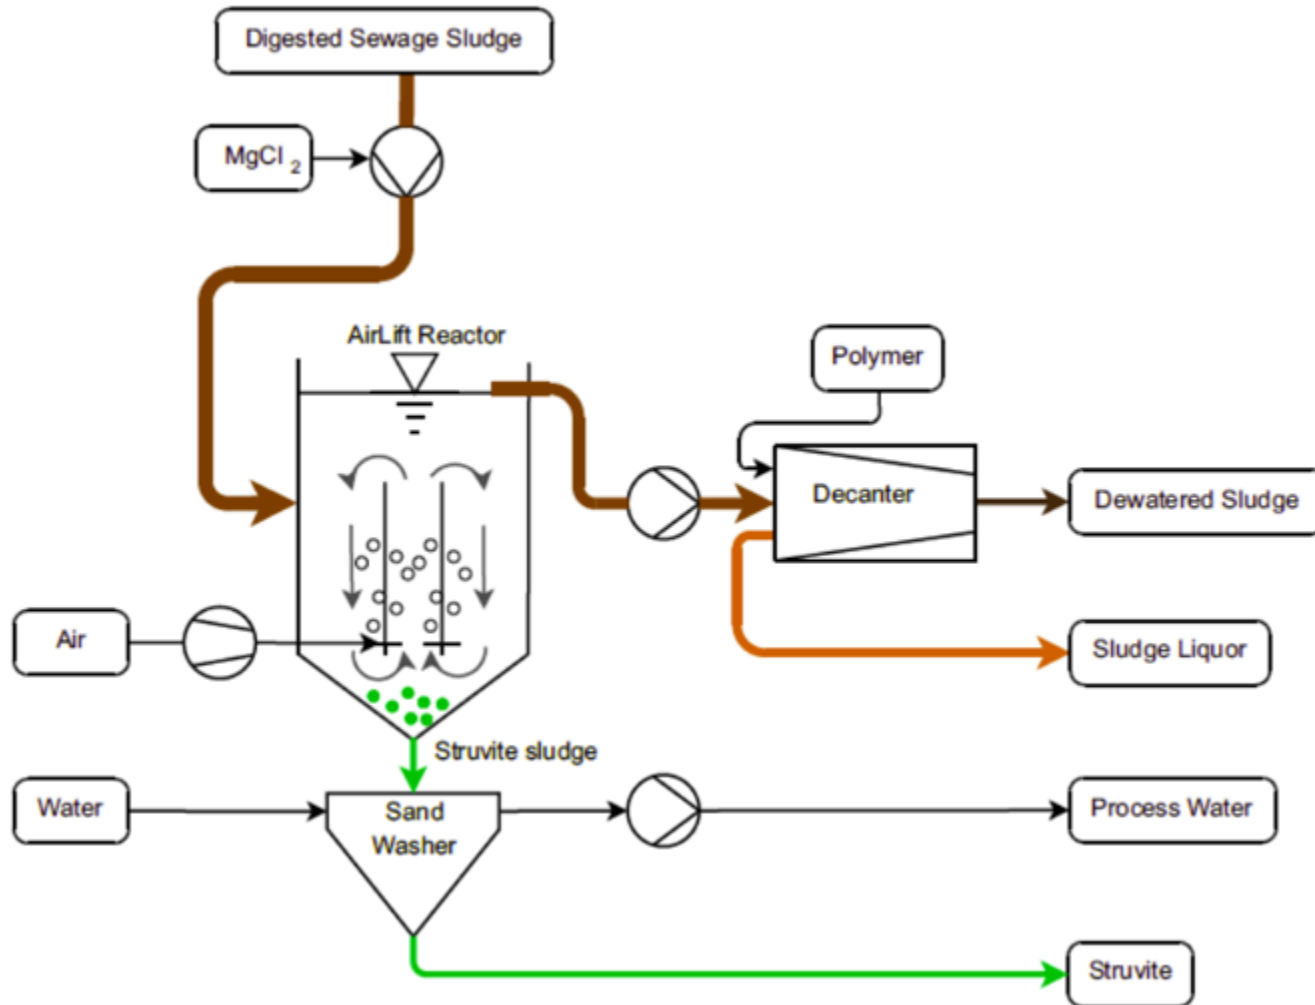 Digested Sewage Sludge
MgCl 2
AirLift Reactor
Polymer
Decanter
Dewatered Sludge
Air
Sludge Liquor
Struvite sludge
Water
Sand
Washer
Process Water
Struvite